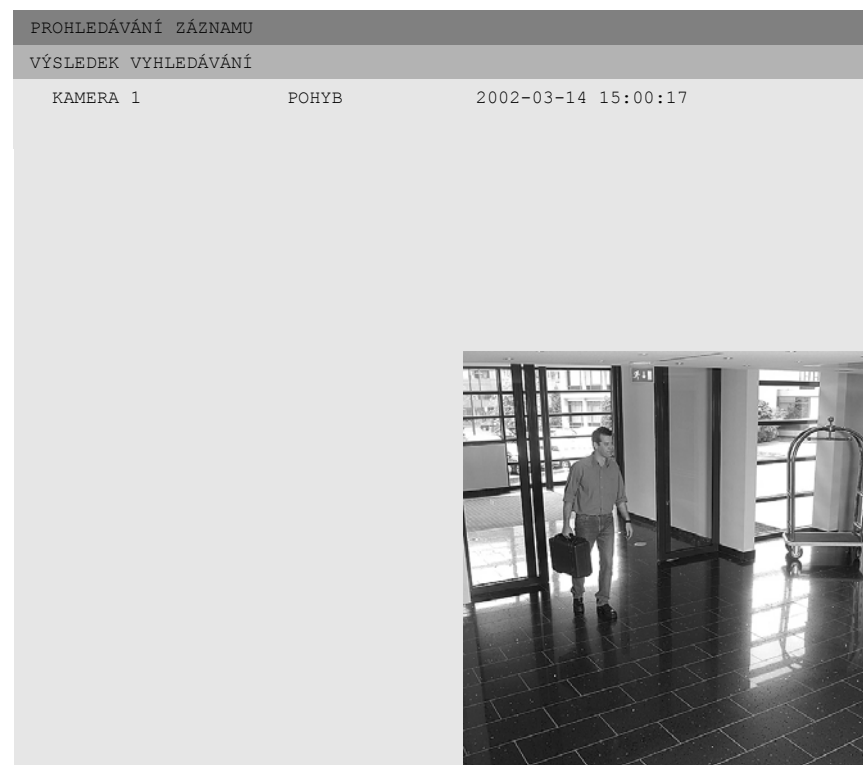 PROHLEDÁVÁNÍ ZÁZNAMU
VÝSLEDEK VYHLEDÁVÁNÍ
KAMERA 1 POHYB 2002-03-14 15:00:17